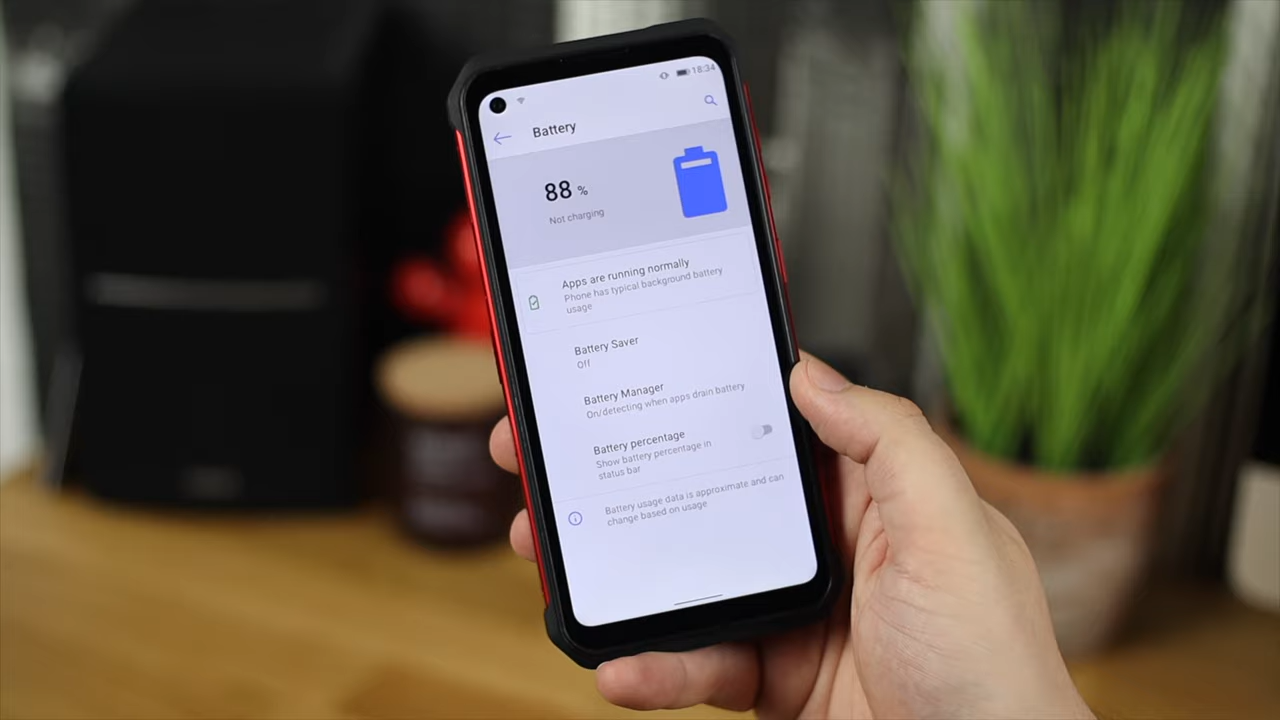 18:34
Battery
88 %
Not charging
Apps are running normally
Phone has typical background battery
usage
Battery Saver
Off
Battery Manager
On/detecting when apps drain battery
Battery percentage
Show battery percentage in
status bar
Battery usage data is approximate and can
change based on usage